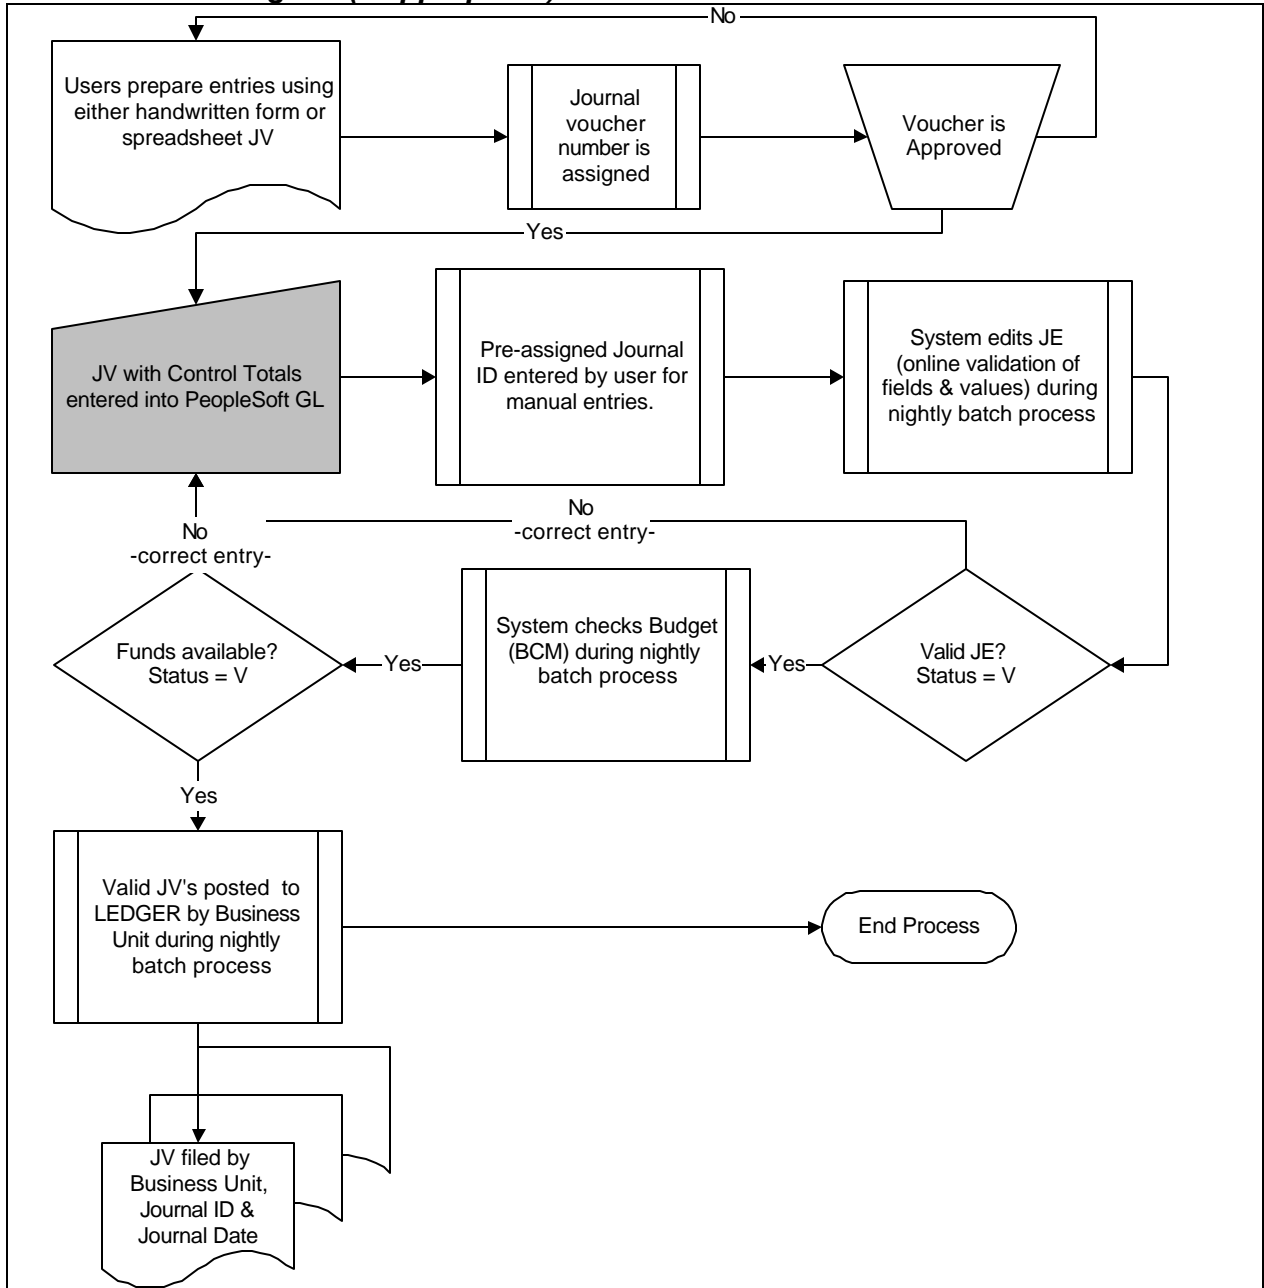 No
Users prepare entries using
either handwritten form or
spreadsheet JV
Journal
voucher
number is
assigned
Voucher is
Approved
Yes
JV with Control Totals
entered into PeopleSoft GL
Pre-assigned Journal
ID entered by user for
manual entries.
System edits JE
(online validation of
fields & values) during
nightly batch process
No
-correct entry-
No
-correct entry-
Funds available?
Status = V
Yes
System checks Budget
(BCM) during nightly
batch process
Yes
Valid JE?
Status = V
Yes
Valid JV's posted to
LEDGER by Business
Unit during nightly
batch process
End Process
JV filed by
Business Unit,
Journal ID &
Journal Date